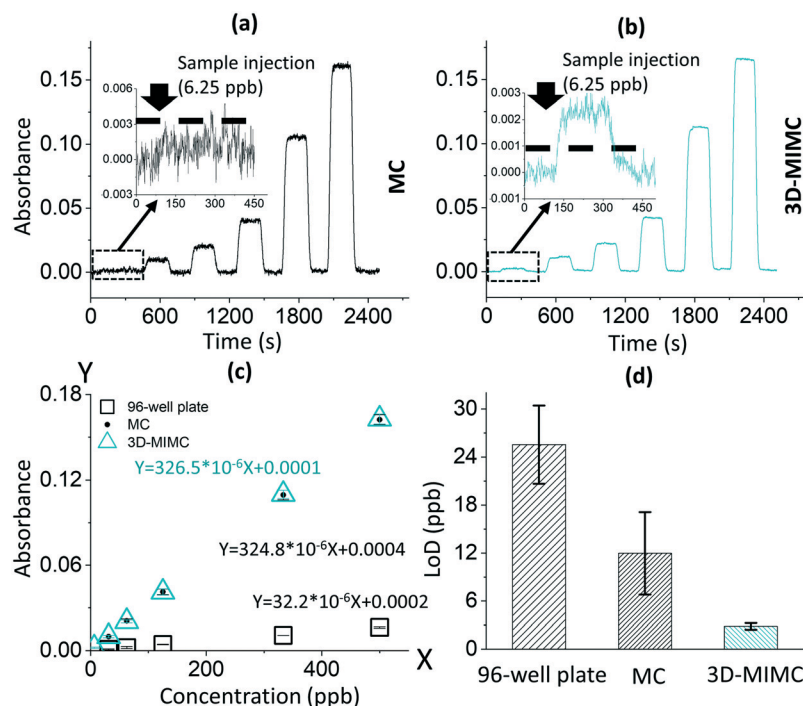 (a)
Sample injection
(6.25 ppb)
0.006
0.003
0.000
0.003
0 150 300 450
0.15
0.10
0.05
0.00
Absorbance
MC
0 600 1200 1800 2400
Time (s)
(b)
Sample injection
(6.25 ppb)
0.003
0.002
0.001
0.000
0.001
0 150 300 450
0.15
0.10
0.05
0.00
3D-MIMC
0 600 1200 1800 2400
Time (s)
Y
(c)
0.18
0.12
0.06
0.00
Absorbance
96-well plate
MC
3D-MIMC
Y=326.5*10⁻⁶X+0.0001
Y=324.8*10⁻⁶X+0.0004
Y=32.2*10⁻⁶X+0.0002
0 200 400
X
Concentration (ppb)
(d)
30
24
18
12
6
0
LoD (ppb)
96-well plate MC 3D-MIMC